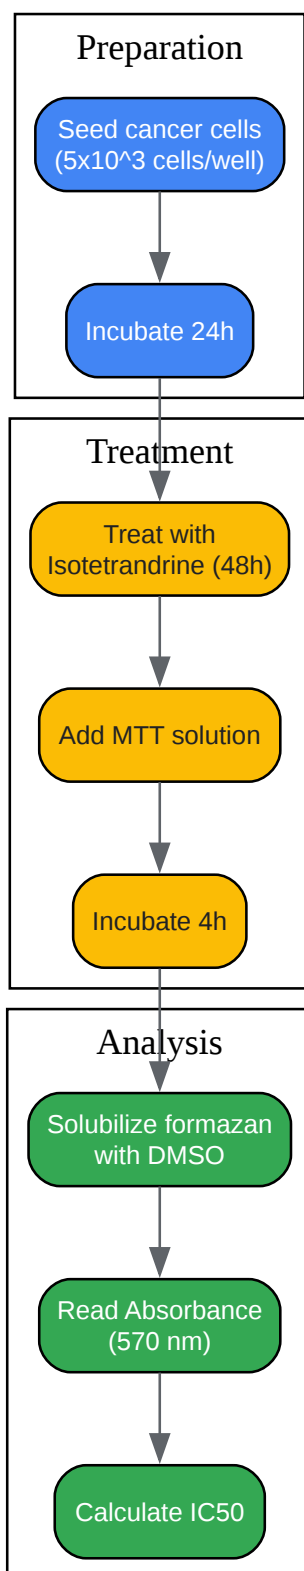 Preparation
Seed cancer cells
(5x10^3 cells/well)
Incubate 24h
Treatment
Treat with
Isotetrandrine (48h)
Add MTT solution
Incubate 4h
Analysis
Solubilize formazan
with DMSO
Read Absorbance
(570 nm)
Calculate IC50